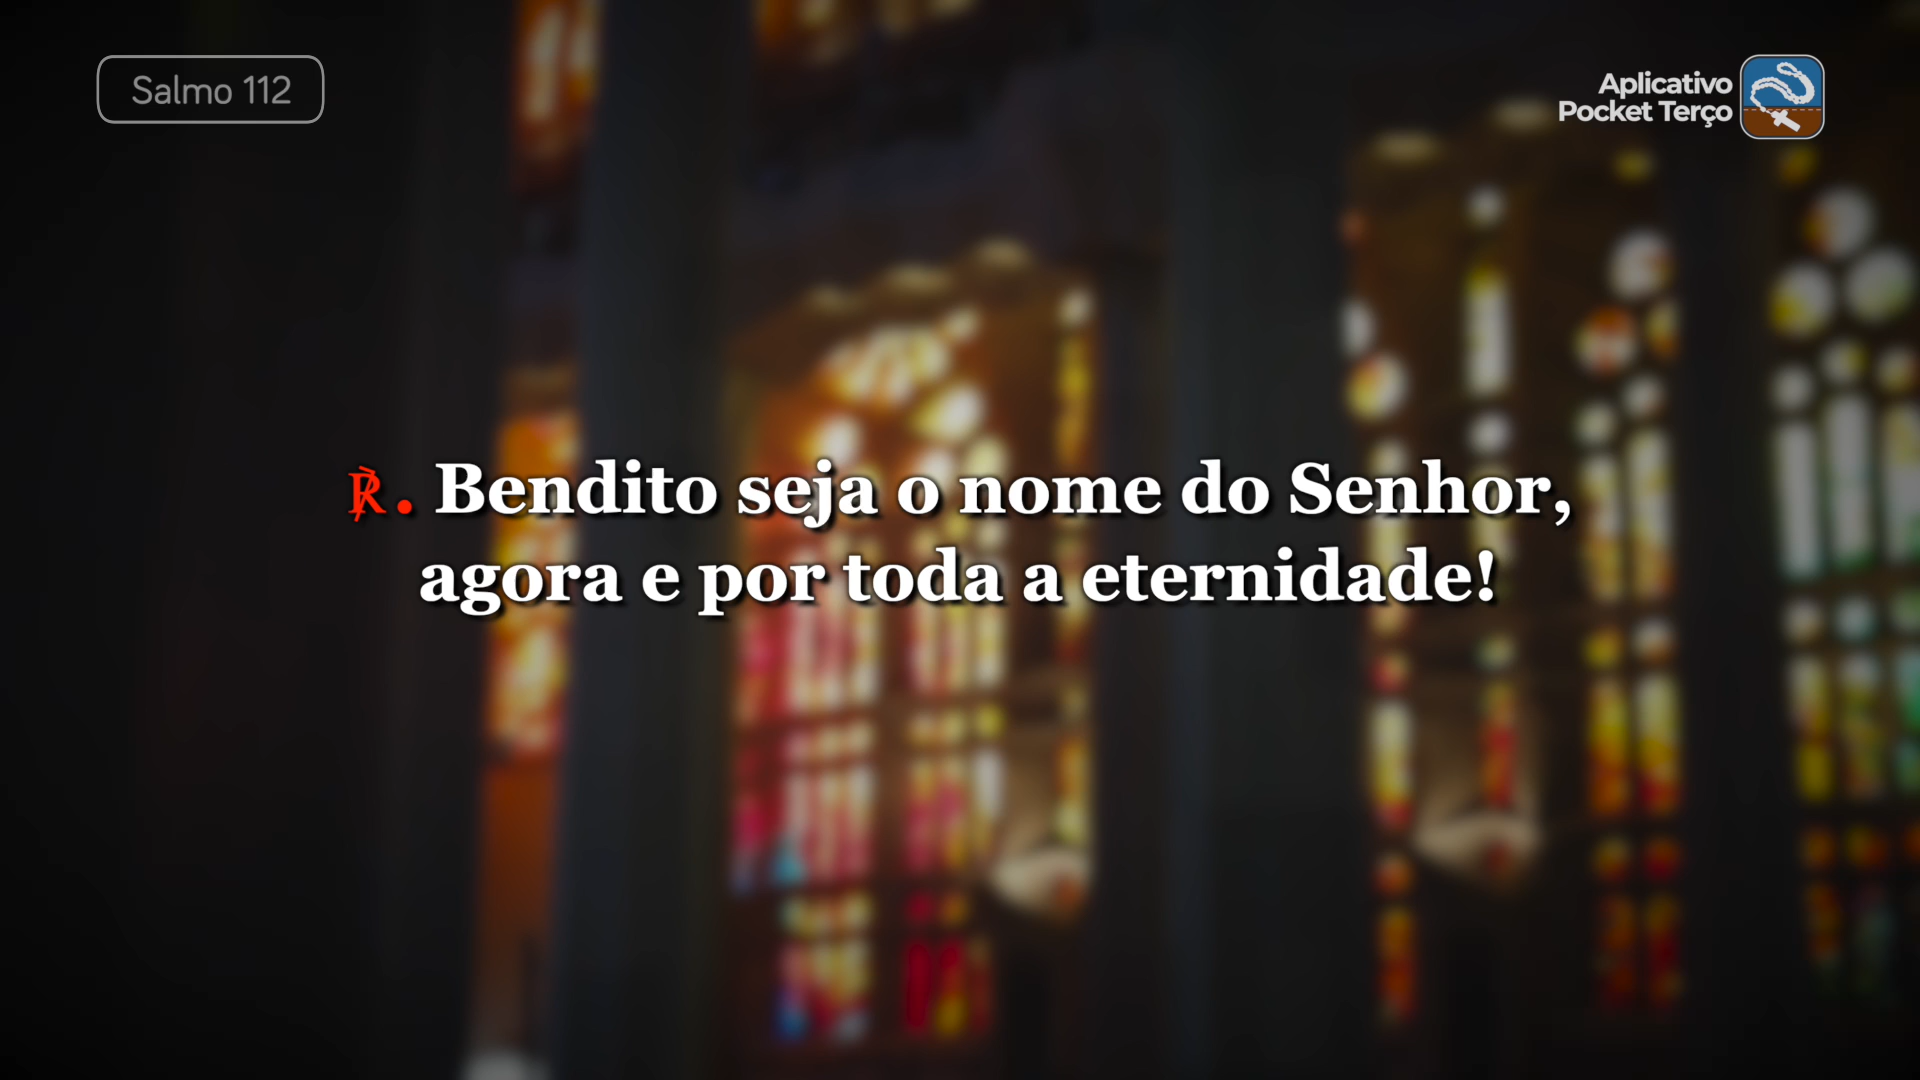 Salmo 112
Aplicativo
Pocket Terço
℟. Bendito seja o nome do Senhor,
agora e por toda a eternidade!